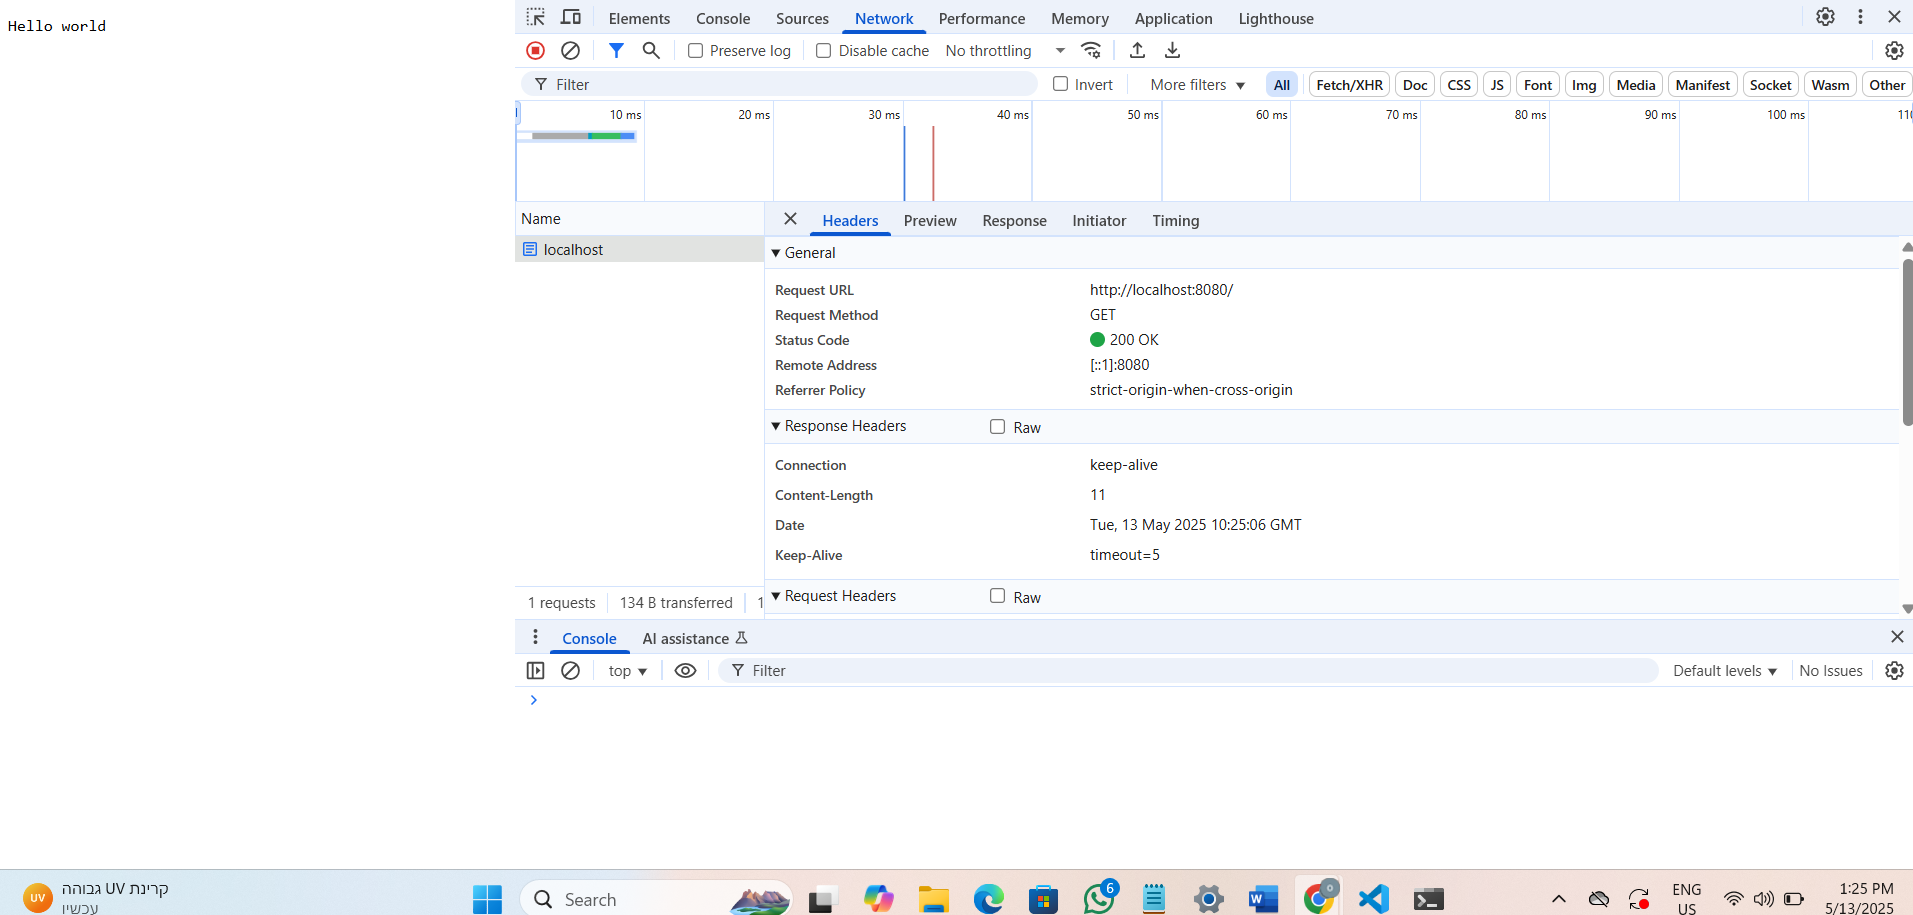 Hello world
Elements Console Sources Network Performance Memory Application Lighthouse
Preserve log Disable cache No throttling
Filter Invert More filters All Fetch/XHR Doc CSS JS Font Img Media Manifest Socket Wasm Other
10 ms 20 ms 30 ms 40 ms 50 ms 60 ms 70 ms 80 ms 90 ms 100 ms
Name
localhost
1 requests 134 B transferred
Headers Preview Response Initiator Timing
General
Request URL http://localhost:8080/
Request Method GET
Status Code 200 OK
Remote Address [::1]:8080
Referrer Policy strict-origin-when-cross-origin
Response Headers Raw
Connection keep-alive
Content-Length 11
Date Tue, 13 May 2025 10:25:06 GMT
Keep-Alive timeout=5
Request Headers Raw
Console AI assistance
top Filter Default levels No Issues
UV
קרינת UV גבוהה
עכשיו
Search
6
ENG
US
1:25 PM
5/13/2025